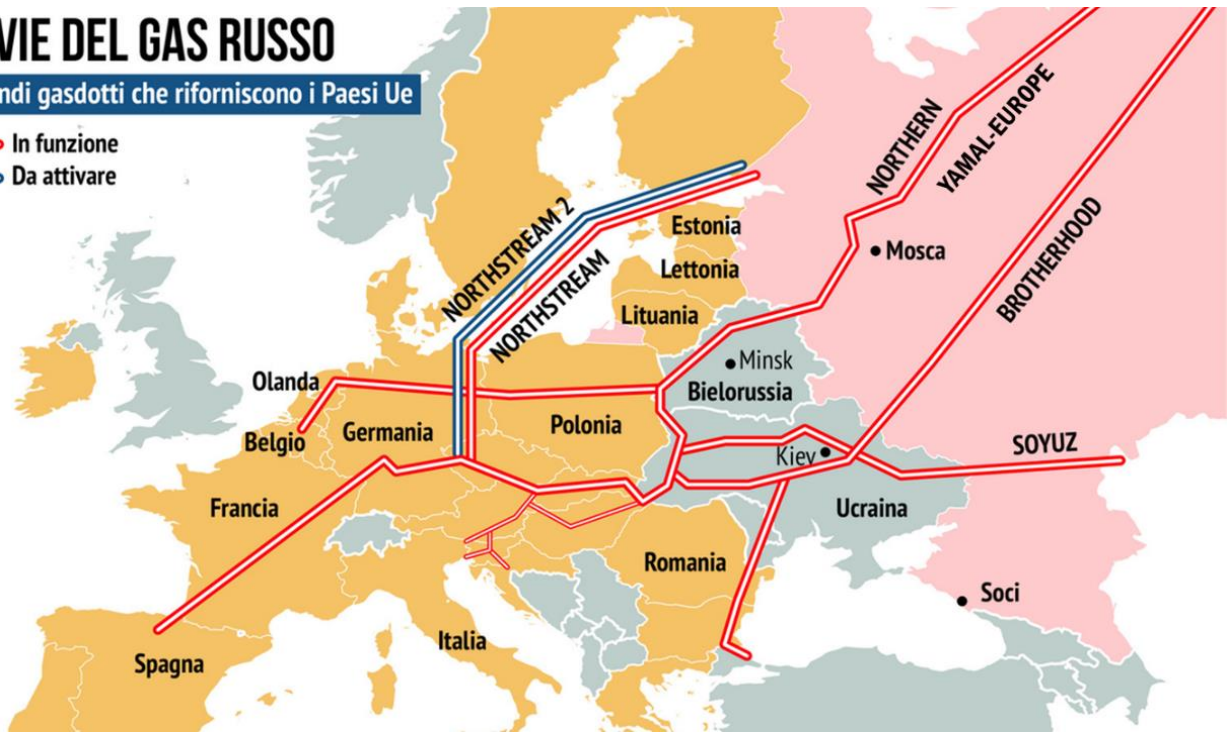 VIE DEL GAS RUSSO
ndi gasdotti che riforniscono i Paesi Ue
In funzione
Da attivare
NORTHERN
YAMAL-EUROPE
BROTHERHOOD
NORTHSTREAM 2
NORTHSTREAM
Estonia
Mosca
Lettonia
Lituania
Minsk
Olanda
Bielorussia
Belgio
Germania
Polonia
SOYUZ
Kiev
Francia
Ucraina
Romania
Soci
Italia
Spagna